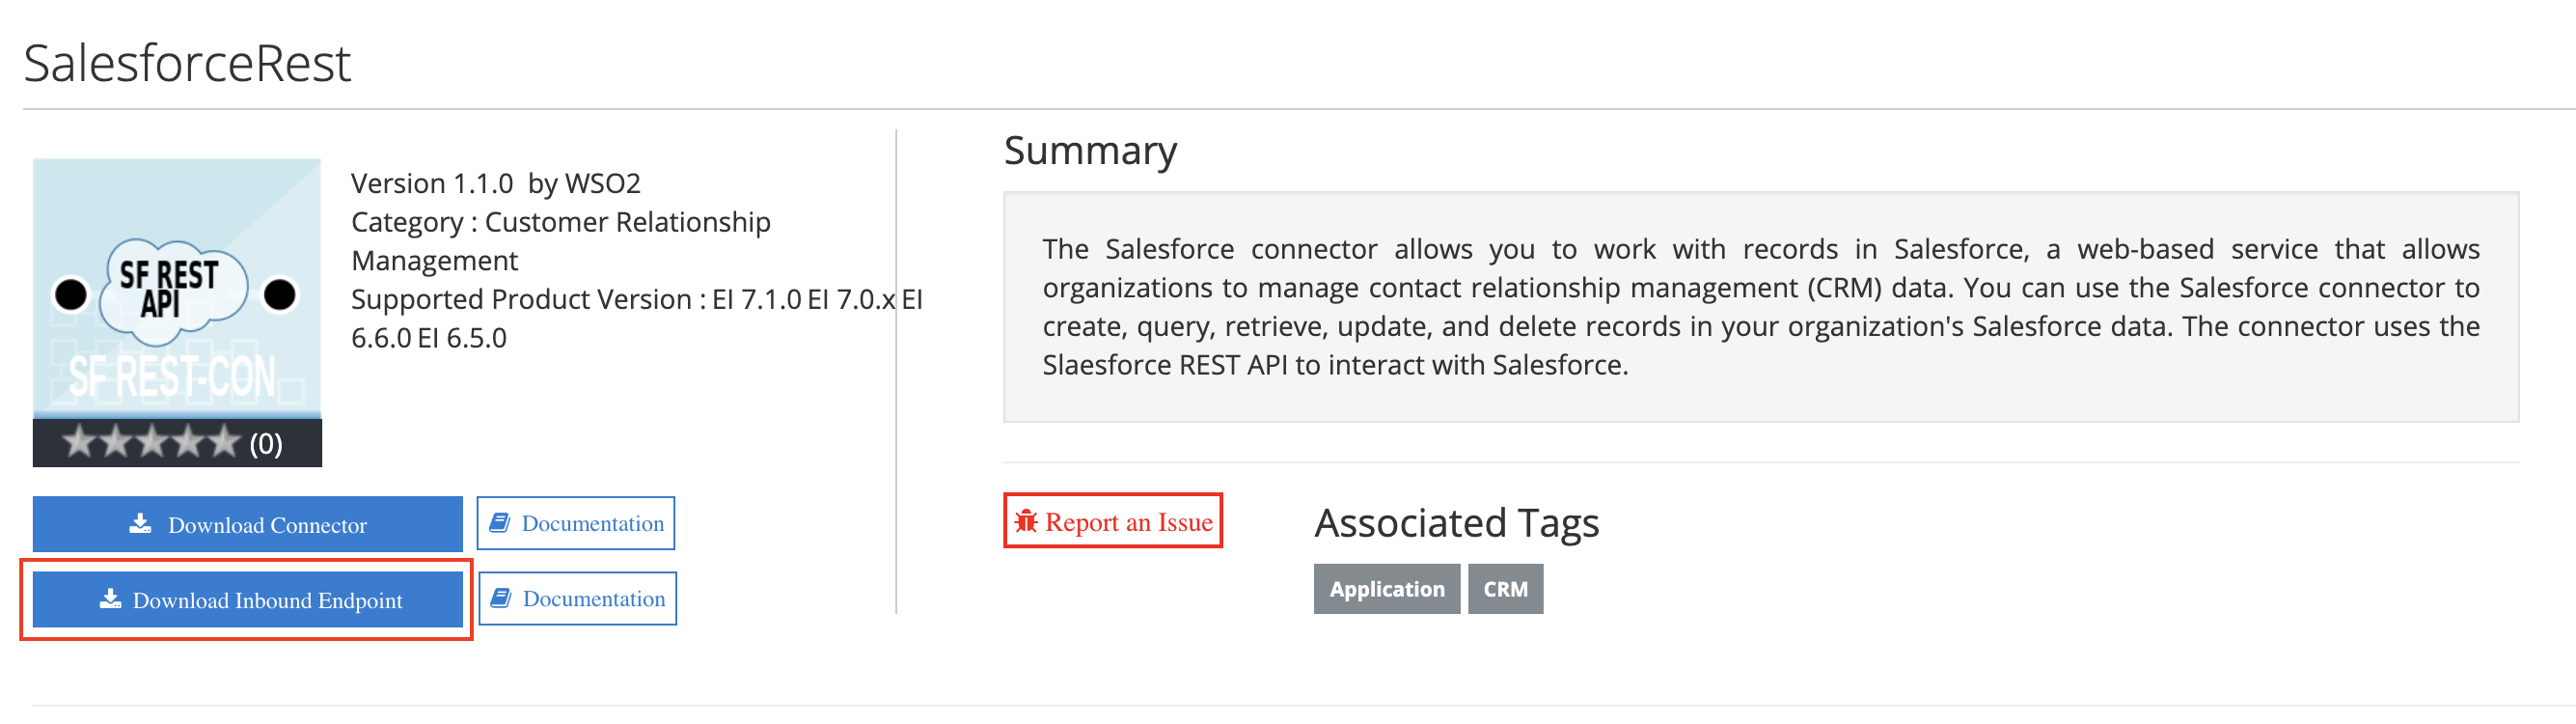 SalesforceRest
SF REST
API
SF REST-CON
(0)
Version 1.1.0 by WSO2
Category : Customer Relationship
Management
Supported Product Version : EI 7.1.0 EI 7.0.x EI
6.6.0 EI 6.5.0
Download Connector
Documentation
Download Inbound Endpoint
Documentation
Summary
The Salesforce connector allows you to work with records in Salesforce, a web-based service that allows
organizations to manage contact relationship management (CRM) data. You can use the Salesforce connector to
create, query, retrieve, update, and delete records in your organization's Salesforce data. The connector uses the
Slaesforce REST API to interact with Salesforce.
Report an Issue
Associated Tags
Application
CRM